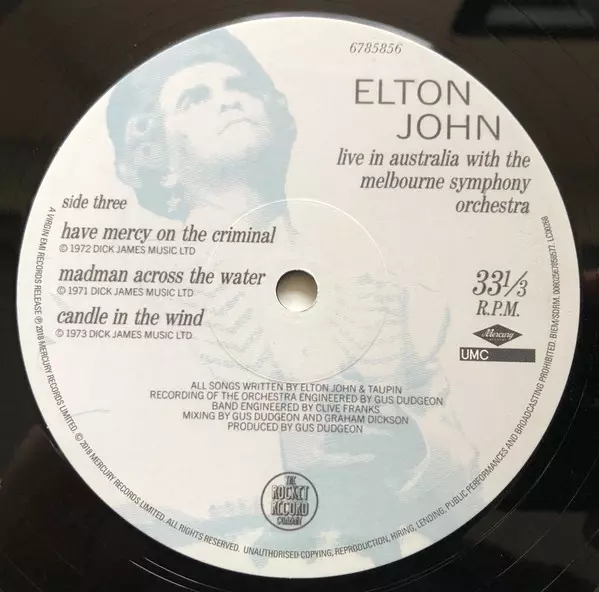 6785856
ELTON
JOHN
live in australia with the
melbourne symphony
orchestra
side three
have mercy on the criminal
© 1972 DICK JAMES MUSIC LTD
madman across the water
© 1971 DICK JAMES MUSIC LTD
candle in the wind
© 1973 DICK JAMES MUSIC LTD
33 1/3
R.P.M.
Mercury
UMC
ALL SONGS WRITTEN BY ELTON JOHN & TAUPIN
RECORDING OF THE ORCHESTRA ENGINEERED BY GUS DUDGEON
BAND ENGINEERED BY CLIVE FRANKS
MIXING BY GUS DUDGEON AND GRAHAM DICKSON
PRODUCED BY GUS DUDGEON
THE
ROCKET
RECORD
COMPANY
A VIRGIN EMI RECORDS RELEASE ℗ 2018 MERCURY RECORDS LIMITED. © 2018 MERCURY RECORDS LIMITED. ALL RIGHTS RESERVED. UNAUTHORISED COPYING, REPRODUCTION, HIRING, LENDING, PUBLIC PERFORMANCES AND BROADCASTING PROHIBITED. BIEM/SDRM.